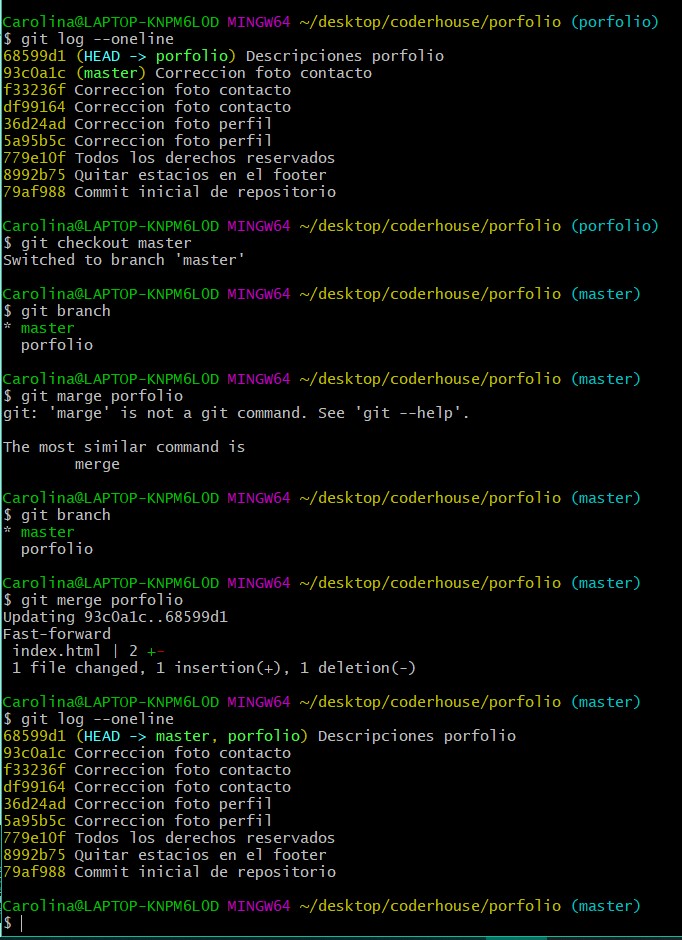 Carolina@LAPTOP-KNPM6LOD MINGW64 ~/desktop/coderhouse/porfolio (porfolio)
$ git log --oneline
68599d1 (HEAD -> porfolio) Descripciones porfolio
93c0a1c (master) Correccion foto contacto
f33236f Correccion foto contacto
df99164 Correccion foto contacto
36d24ad Correccion foto perfil
5a95b5c Correccion foto perfil
779e10f Todos los derechos reservados
8992b75 Quitar estacios en el footer
79af988 Commit inicial de repositorio
Carolina@LAPTOP-KNPM6LOD MINGW64 ~/desktop/coderhouse/porfolio (porfolio)
$ git checkout master
Switched to branch 'master'
Carolina@LAPTOP-KNPM6LOD MINGW64 ~/desktop/coderhouse/porfolio (master)
$ git branch
* master
  porfolio
Carolina@LAPTOP-KNPM6LOD MINGW64 ~/desktop/coderhouse/porfolio (master)
$ git marge porfolio
git: 'marge' is not a git command. See 'git --help'.
The most similar command is
        merge
Carolina@LAPTOP-KNPM6LOD MINGW64 ~/desktop/coderhouse/porfolio (master)
$ git branch
* master
  porfolio
Carolina@LAPTOP-KNPM6LOD MINGW64 ~/desktop/coderhouse/porfolio (master)
$ git merge porfolio
Updating 93c0a1c..68599d1
Fast-forward
 index.html | 2 +-
 1 file changed, 1 insertion(+), 1 deletion(-)
Carolina@LAPTOP-KNPM6LOD MINGW64 ~/desktop/coderhouse/porfolio (master)
$ git log --oneline
68599d1 (HEAD -> master, porfolio) Descripciones porfolio
93c0a1c Correccion foto contacto
f33236f Correccion foto contacto
df99164 Correccion foto contacto
36d24ad Correccion foto perfil
5a95b5c Correccion foto perfil
779e10f Todos los derechos reservados
8992b75 Quitar estacios en el footer
79af988 Commit inicial de repositorio
Carolina@LAPTOP-KNPM6LOD MINGW64 ~/desktop/coderhouse/porfolio (master)
$